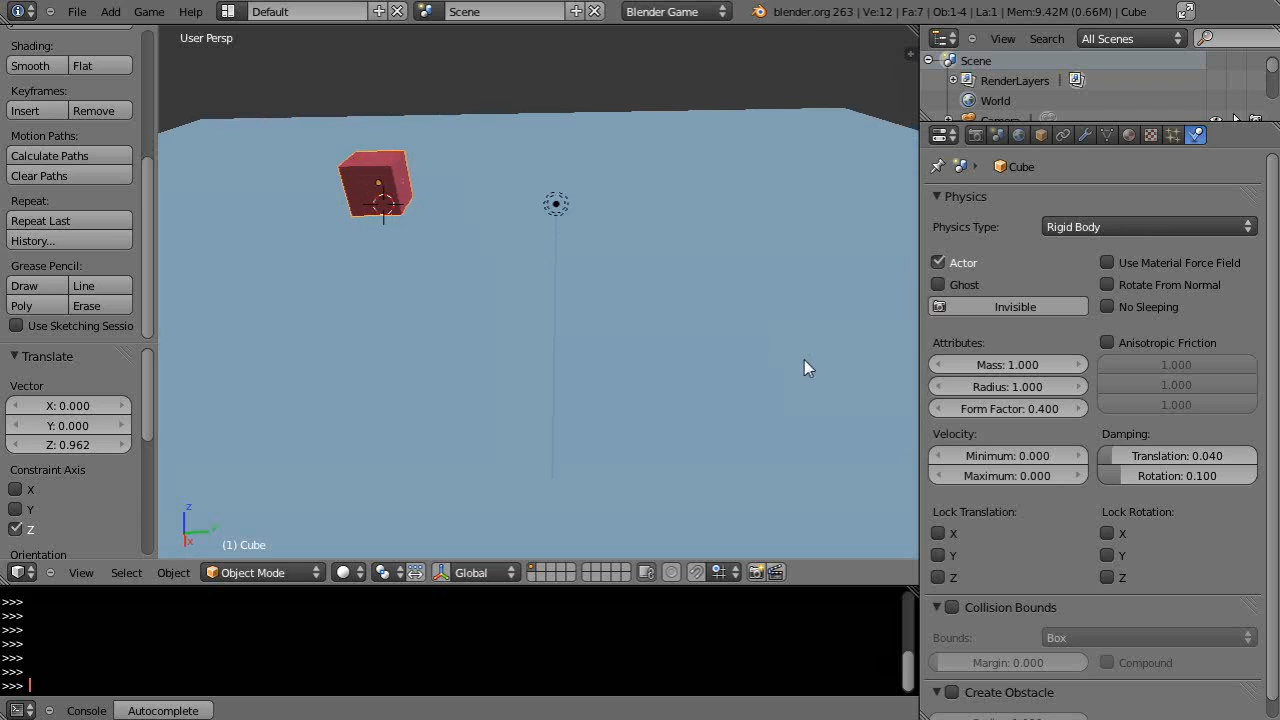 File Add Game Help Default Scene Blender Game blender.org 263 | Ve:12 | Fa:7 | Ob:1-4 | La:1 | Mem:9.42M (0.66M) | Cube
Shading:
Smooth Flat
Keyframes:
Insert Remove
Motion Paths:
Calculate Paths
Clear Paths
Repeat:
Repeat Last
History...
Grease Pencil:
Draw Line
Poly Erase
Use Sketching Sessio
Translate
Vector
X: 0.000
Y: 0.000
Z: 0.962
Constraint Axis
X
Y
Z
Orientation
User Persp
z
x
(1) Cube
View Select Object Object Mode Global
>>>
>>>
>>>
>>>
>>>
>>>
>>>
Console Autocomplete
View Search All Scenes
Scene
RenderLayers |
World
Cube
Physics
Physics Type: Rigid Body
Actor Use Material Force Field
Ghost Rotate From Normal
Invisible No Sleeping
Attributes: Anisotropic Friction
Mass: 1.000 1.000
Radius: 1.000 1.000
Form Factor: 0.400 1.000
Velocity: Damping:
Minimum: 0.000 Translation: 0.040
Maximum: 0.000 Rotation: 0.100
Lock Translation: Lock Rotation:
X X
Y Y
Z Z
Collision Bounds
Bounds: Box
Margin: 0.000 Compound
Create Obstacle